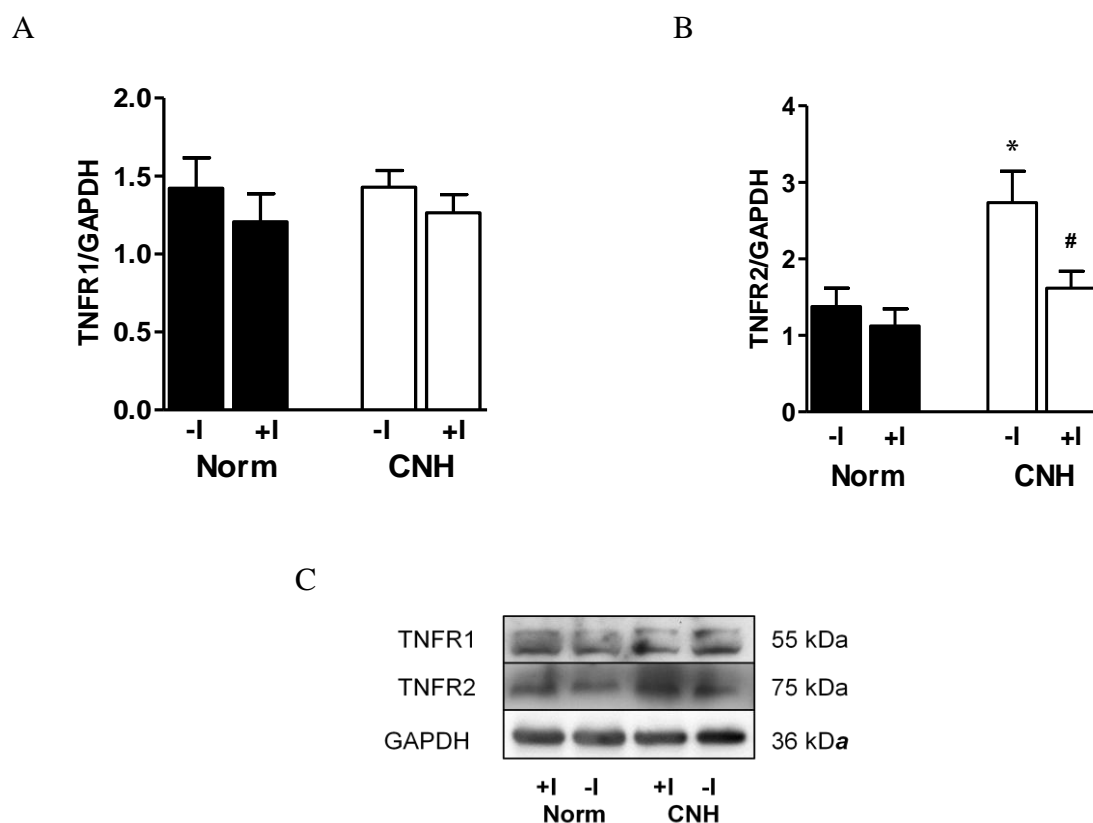 A
B
2.0
1.5
1.0
0.5
0.0
TNFR1/GAPDH
-I +I -I +I
Norm CNH
4
3
2
1
0
TNFR2/GAPDH
*
#
-I +I -I +I
Norm CNH
C
TNFR1 55 kDa
TNFR2 75 kDa
GAPDH 36 kDa
+I -I +I -I
Norm CNH